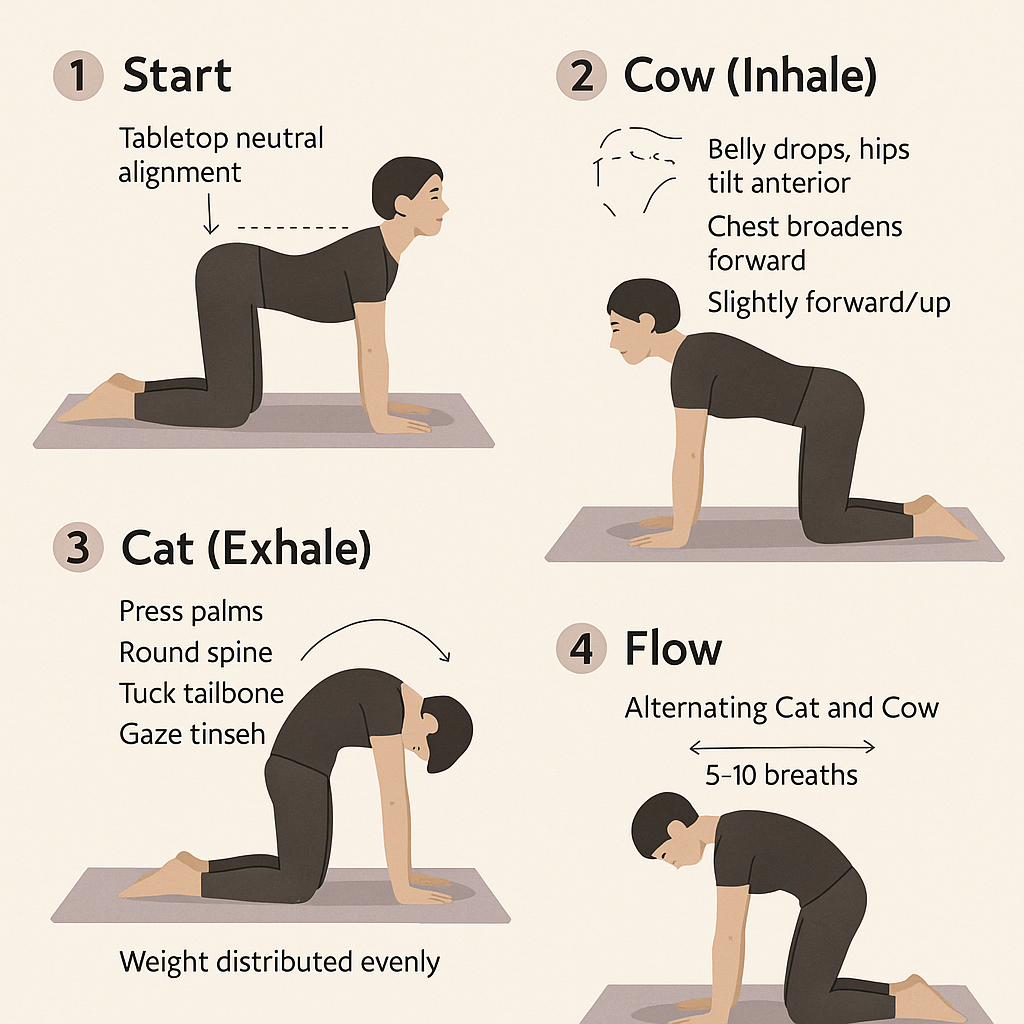 1 Start
Tabletop neutral
alignment
2 Cow (Inhale)
Belly drops, hips
tilt anterior
Chest broadens
forward
Slightly forward/up
3 Cat (Exhale)
Press palms
Round spine
Tuck tailbone
Gaze tinseh
Weight distributed evenly
4 Flow
Alternating Cat and Cow
5–10 breaths